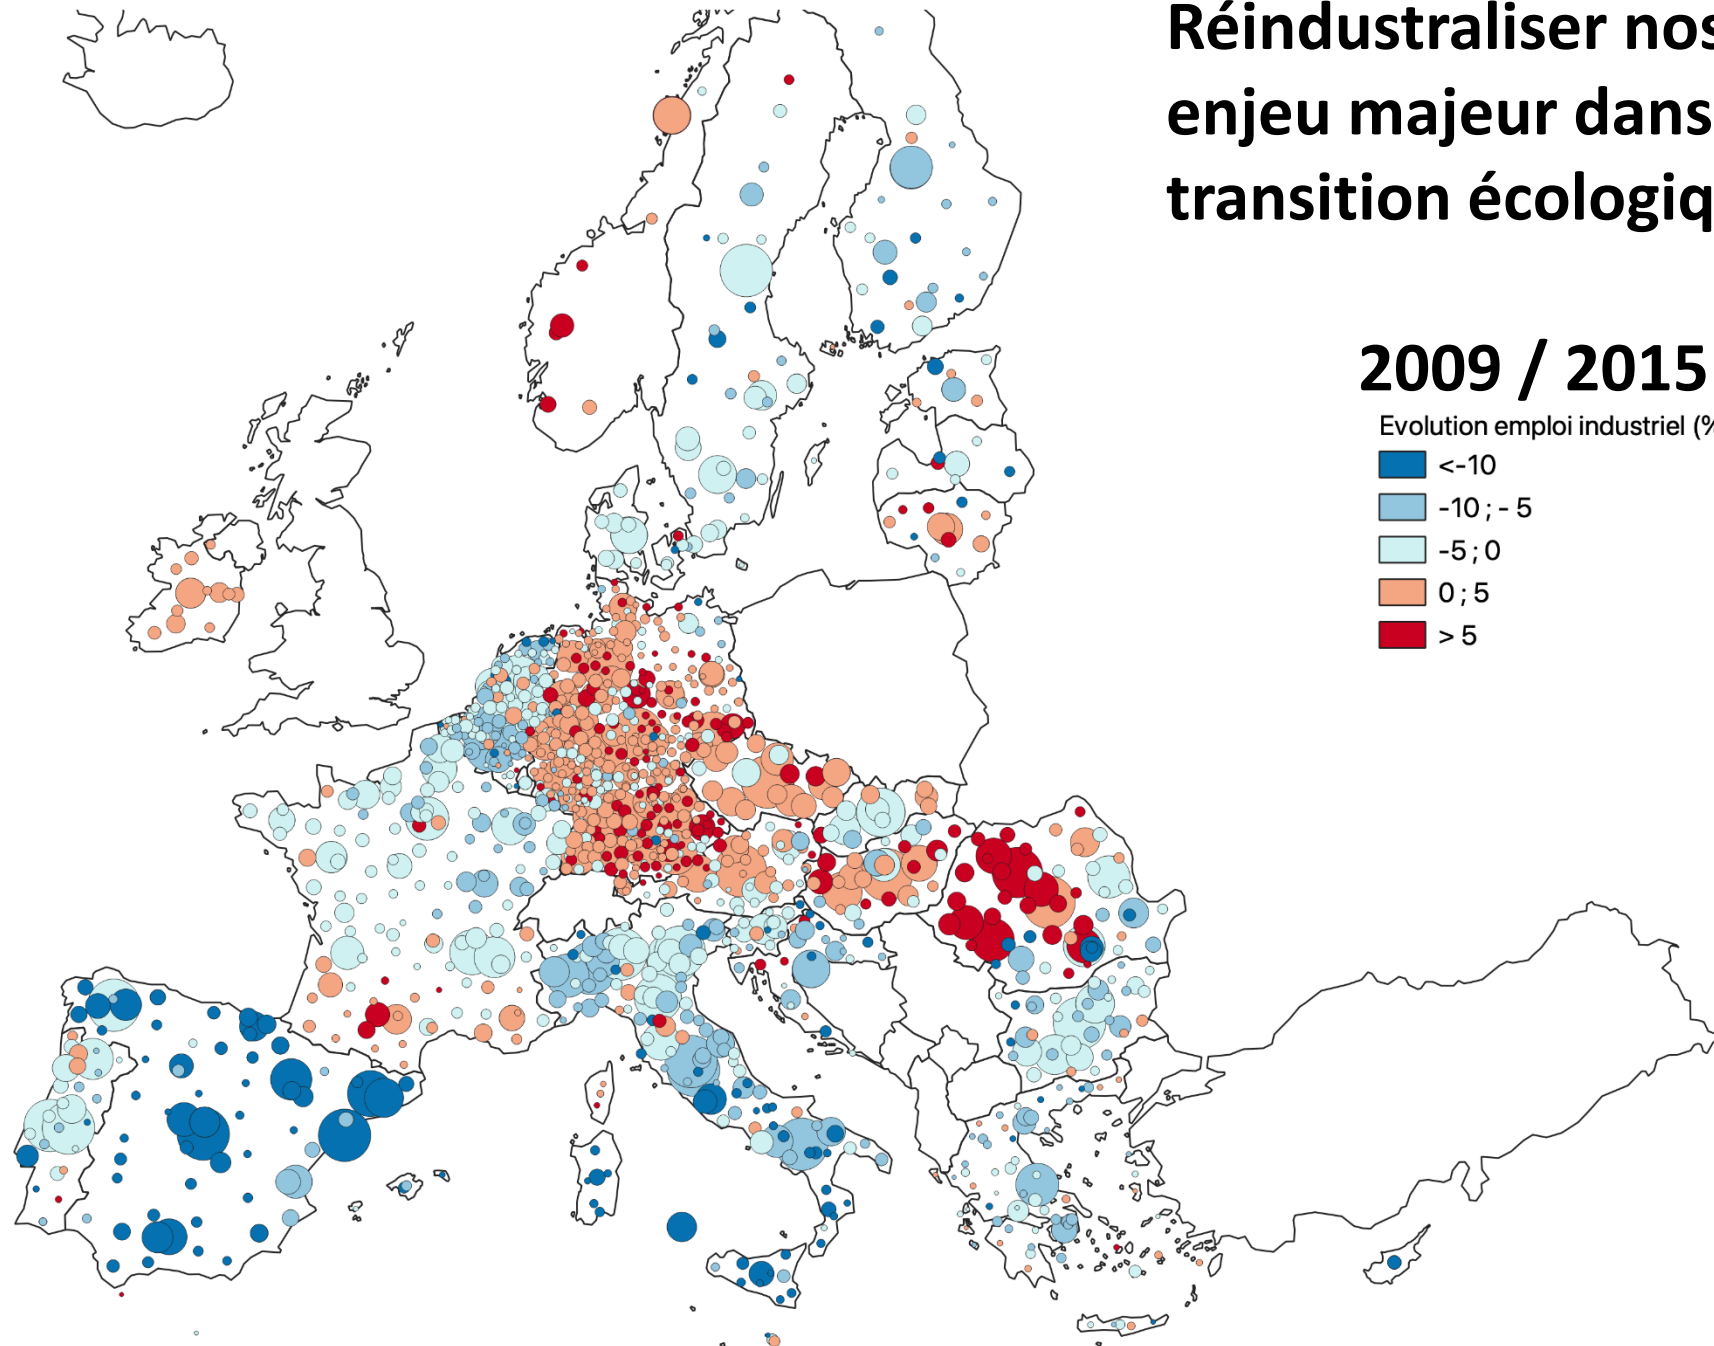 Réindustraliser nos
enjeu majeur dans
transition écologiq
2009 / 2015
Evolution emploi industriel (%
<-10
-10 ; - 5
-5 ; 0
0 ; 5
> 5